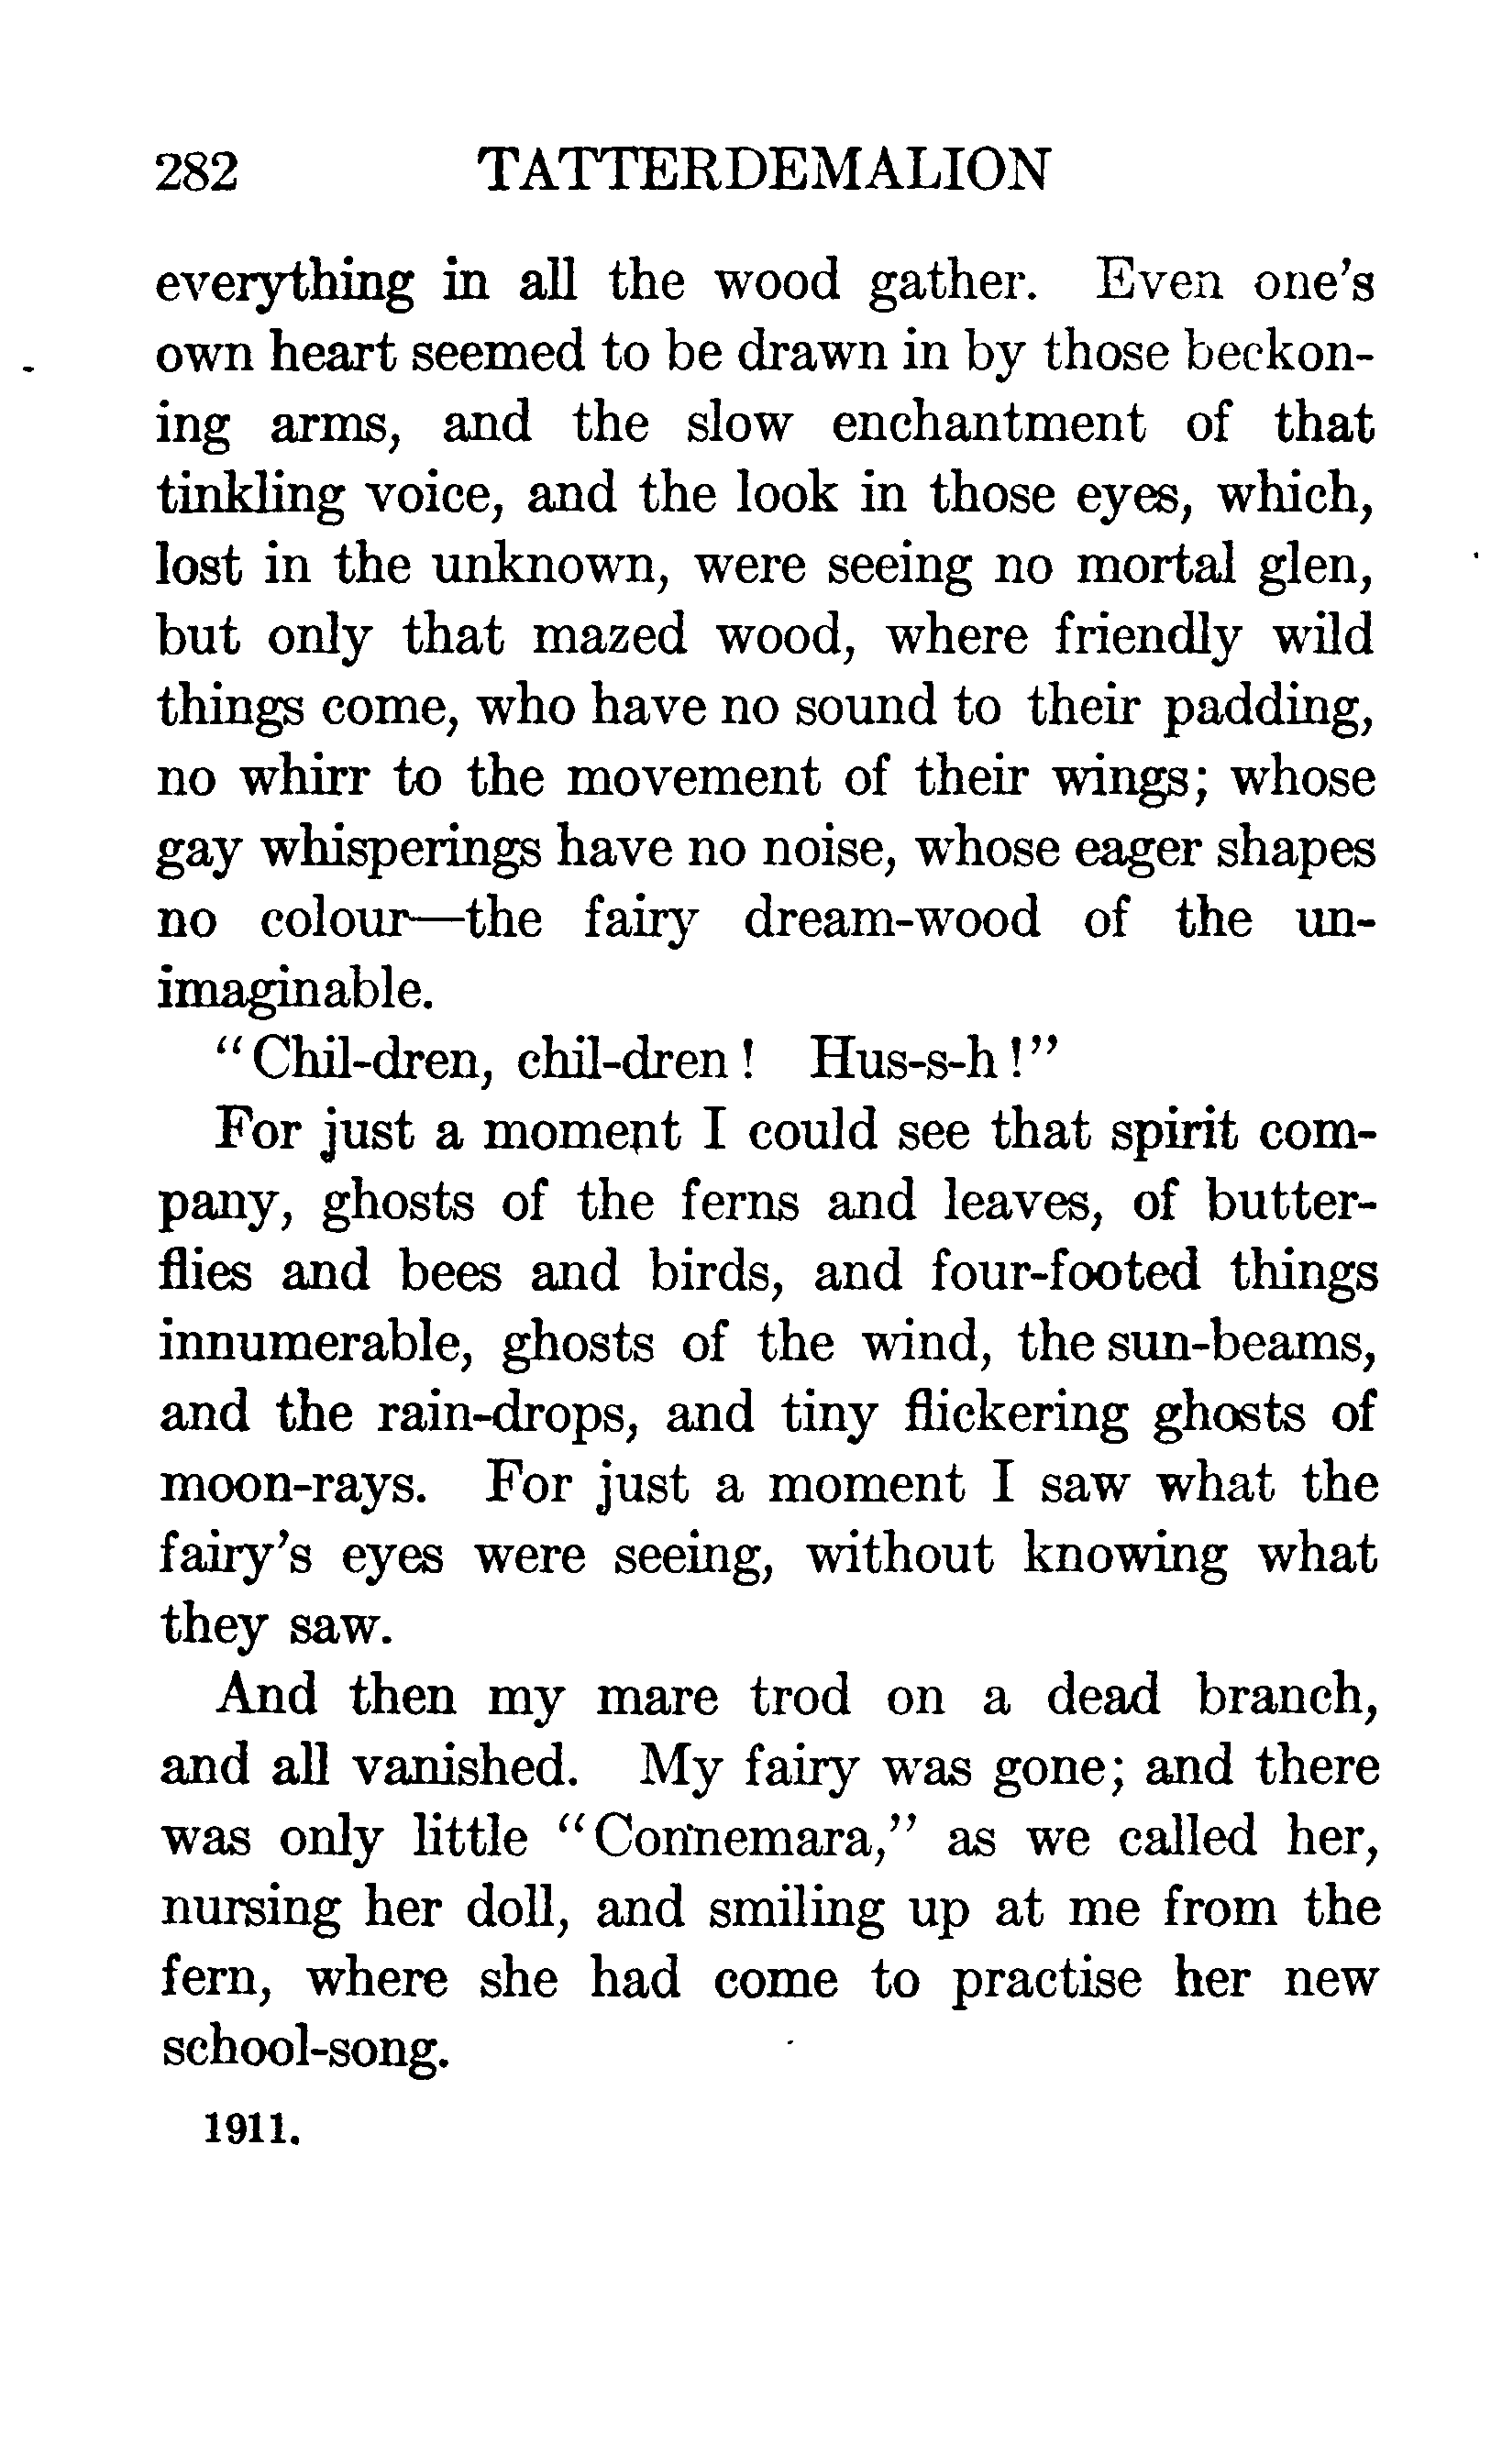 282 TATTERDEMALION
everything in all the wood gather. Even one's
own heart seemed to be drawn in by those beckon-
ing arms, and the slow enchantment of that
tinkling voice, and the look in those eyes, which,
lost in the unknown, were seeing no mortal glen,
but only that mazed wood, where friendly wild
things come, who have no sound to their padding,
no whirr to the movement of their wings; whose
gay whisperings have no noise, whose eager shapes
no colour—the fairy dream-wood of the un-
imaginable.
"Chil-dren, chil-dren! Hus-s-h!"
For just a moment I could see that spirit com-
pany, ghosts of the ferns and leaves, of butter-
flies and bees and birds, and four-footed things
innumerable, ghosts of the wind, the sun-beams,
and the rain-drops, and tiny flickering ghosts of
moon-rays. For just a moment I saw what the
fairy's eyes were seeing, without knowing what
they saw.
And then my mare trod on a dead branch,
and all vanished. My fairy was gone; and there
was only little "Connemara," as we called her,
nursing her doll, and smiling up at me from the
fern, where she had come to practise her new
school-song.
1911.